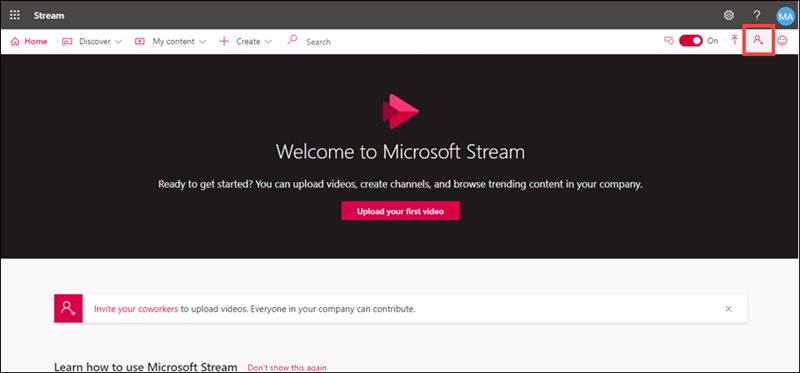 Stream
?
MA
Home Discover My content Create Search On
Welcome to Microsoft Stream
Ready to get started? You can upload videos, create channels, and browse trending content in your company.
Upload your first video
Invite your coworkers to upload videos. Everyone in your company can contribute.
Learn how to use Microsoft Stream Don't show this again